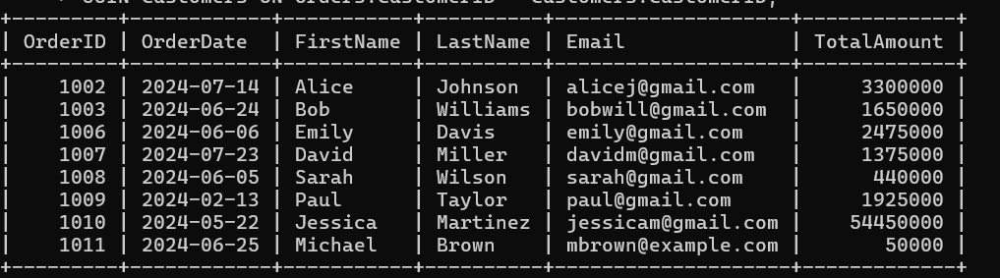 JOIN Customers ON Orders.CustomerID = Customers.CustomerID;
+---------+------------+-----------+----------+--------------------+-------------+
| OrderID | OrderDate  | FirstName | LastName | Email              | TotalAmount |
+---------+------------+-----------+----------+--------------------+-------------+
|    1002 | 2024-07-14 | Alice     | Johnson  | alicej@gmail.com   |     3300000 |
|    1003 | 2024-06-24 | Bob       | Williams | bobwill@gmail.com  |     1650000 |
|    1006 | 2024-06-06 | Emily     | Davis    | emily@gmail.com    |     2475000 |
|    1007 | 2024-07-23 | David     | Miller   | davidm@gmail.com   |     1375000 |
|    1008 | 2024-06-05 | Sarah     | Wilson   | sarah@gmail.com    |      440000 |
|    1009 | 2024-02-13 | Paul      | Taylor   | paul@gmail.com     |     1925000 |
|    1010 | 2024-05-22 | Jessica   | Martinez | jessicam@gmail.com |    54450000 |
|    1011 | 2024-06-25 | Michael   | Brown    | mbrown@example.com |       50000 |
+---------+------------+-----------+----------+--------------------+-------------+